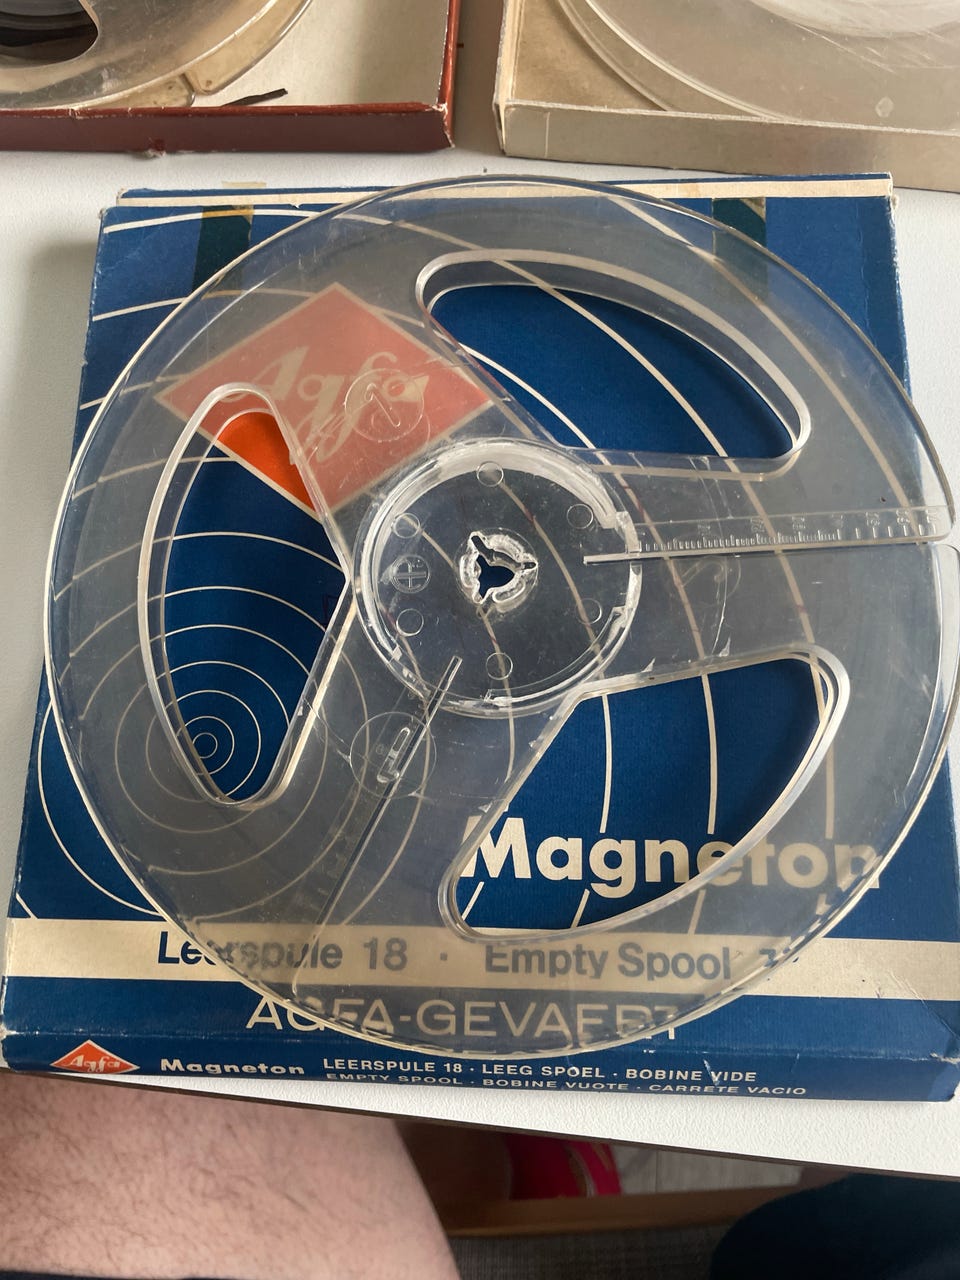 Agfa
1
Magneton
Leerspule 18 · Empty Spool
AGFA-GEVAERT
Agfa Magneton LEERSPULE 18 · LEEG SPOEL · BOBINE VIDE
EMPTY SPOOL · BOBINE VUOTE · CARRETE VACIO